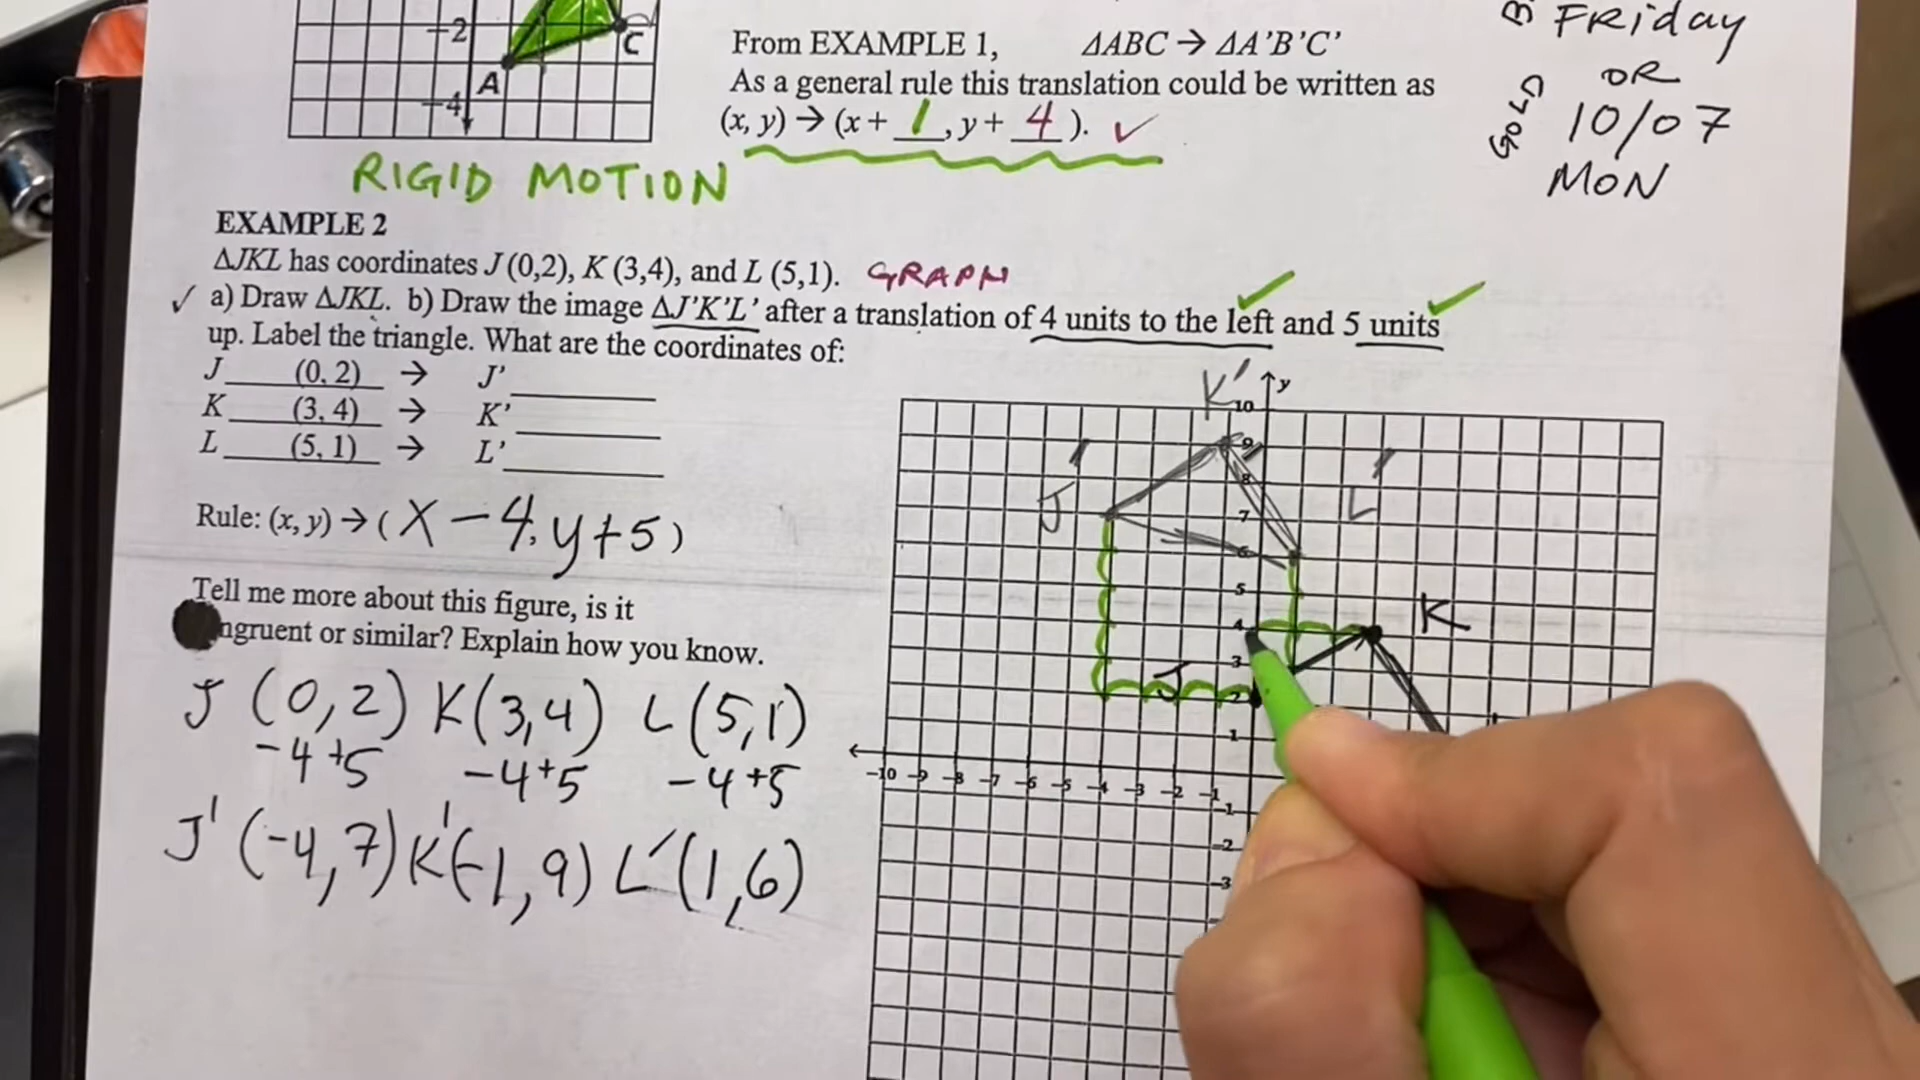 -2
C
A
-4
From EXAMPLE 1, ΔABC → ΔA'B'C'
As a general rule this translation could be written as
(x, y) → (x + 1, y + 4 ). ✓
FRiday
OR
GOLD
10/07
MON
RIGID MOTION
EXAMPLE 2
ΔJKL has coordinates J (0,2), K (3,4), and L (5,1). GRAPH
✓ a) Draw ΔJKL. b) Draw the image ΔJ'K'L' after a translation of 4 units to the left and 5 units
up. Label the triangle. What are the coordinates of:
J (0, 2) → J'
K (3, 4) → K'
L (5, 1) → L'
Rule: (x, y) → (X - 4, y + 5)
Tell me more about this figure, is it
ngruent or similar? Explain how you know.
J (0,2) K(3,4) L(5,1)
-4 +5 -4 +5 -4 +5
J' (-4,7) K'(-1,9) L'(1,6)
K'
y
10
9
8
J'
L'
7
6
5
4
K
3
J
2
1
-10 -9 -8 -7 -6 -5 -4 -3 -2 -1
-1
-2
-3